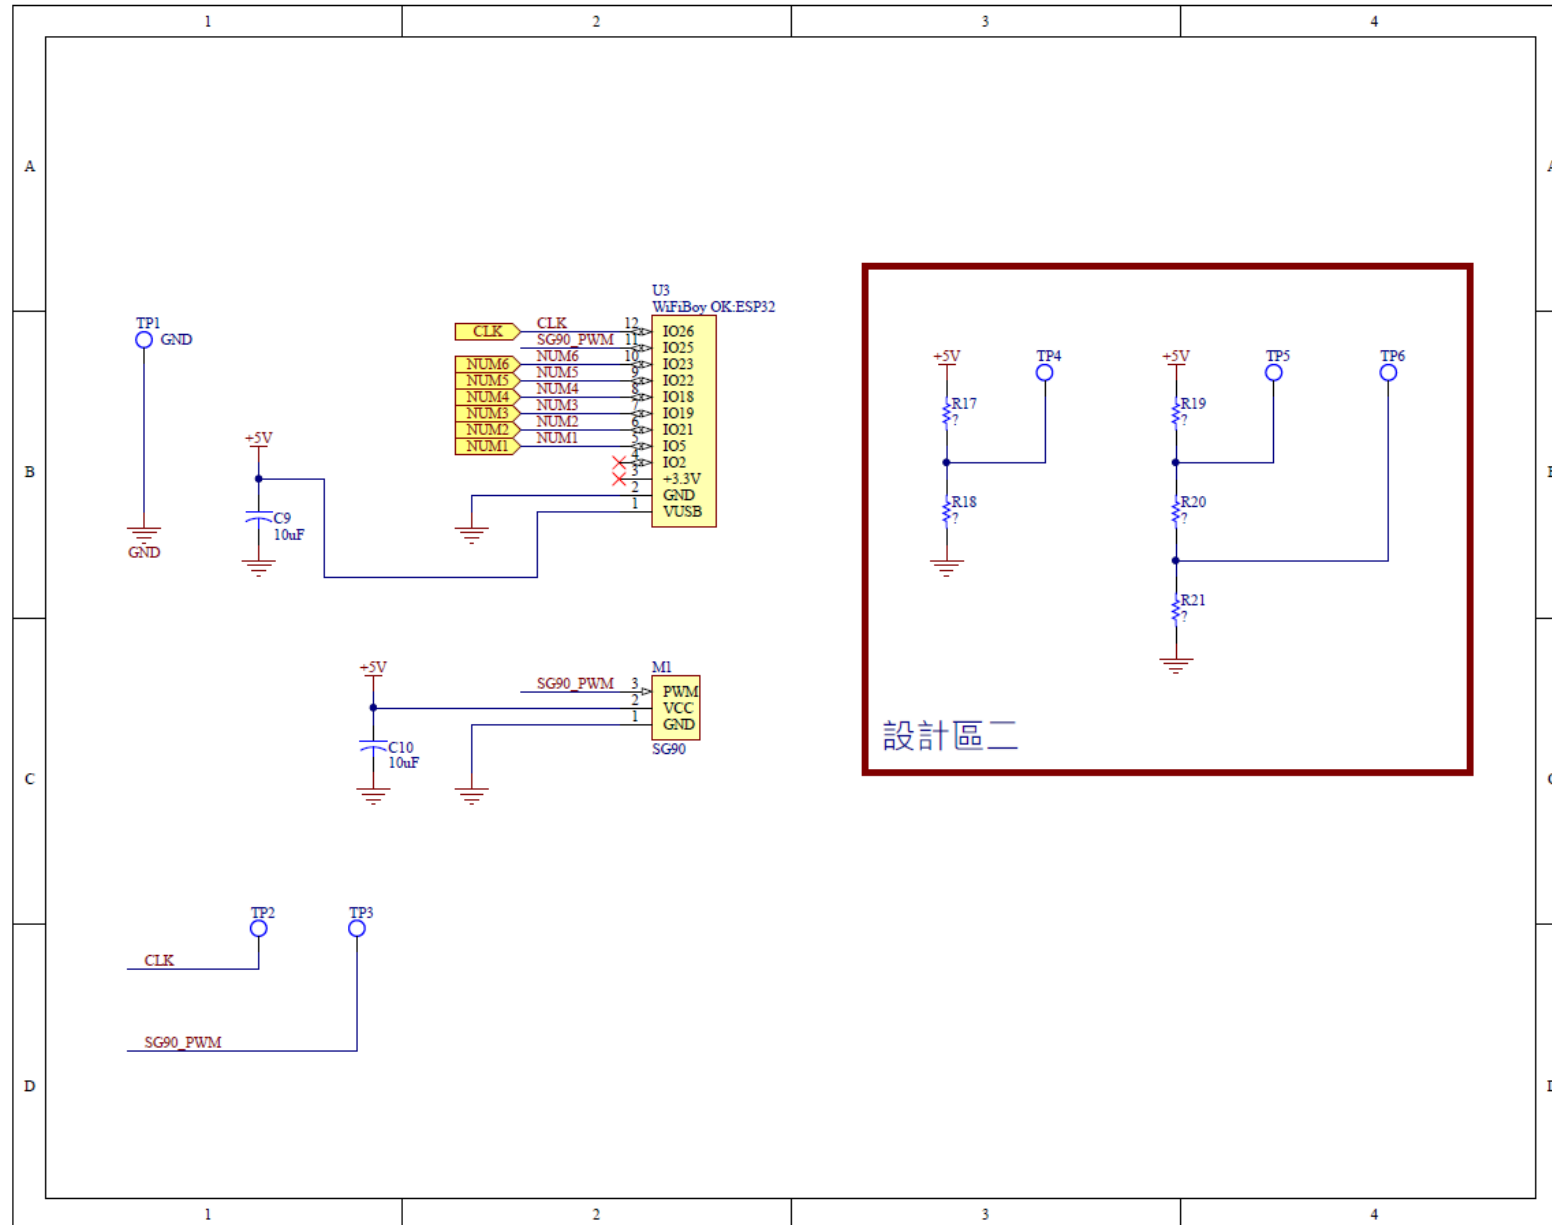 1 2 3 4
A A
B
C C
D
1 2 3 4
TP1
GND
GND
+5V
C9
10uF
U3
WiFiBoy OK:ESP32
CLK CLK 12 IO26
SG90_PWM 11 IO25
NUM6 NUM6 10 IO23
NUM5 NUM5 9 IO22
NUM4 NUM4 8 IO18
NUM3 NUM3 7 IO19
NUM2 NUM2 6 IO21
NUM1 NUM1 5 IO5
4 IO2
3 +3.3V
2 GND
1 VUSB
+5V
C10
10uF
M1
SG90_PWM 3 PWM
2 VCC
1 GND
SG90
TP2 TP3
CLK
SG90_PWM
+5V TP4 +5V TP5 TP6
R17
?
R18
?
R19
?
R20
?
R21
?
設計區二